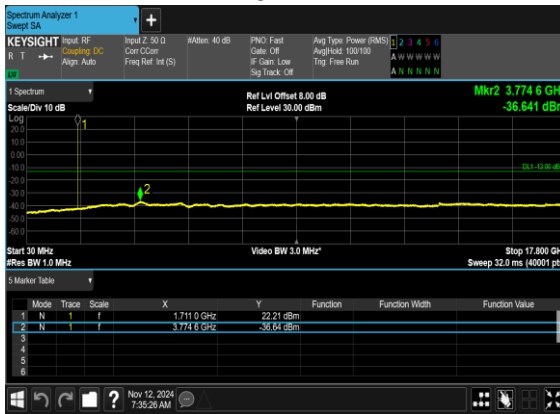 Spectrum Analyzer 1
Swept SA
+
KEYSIGHT Input: RF Input Z: 50 Ω #Atten: 40 dB PNO: Fast Avg Type: Power (RMS) 1 2 3 4 5 6
R T Coupling: DC Corr CCorr Gate: Off Avg|Hold: 100/100 A W W W W W
Align: Auto Freq Ref: Int (S) IF Gain: Low Trig: Free Run
LXI Sig Track: Off A N N N N N
1 Spectrum Ref Lvl Offset 8.00 dB Mkr2 3.774 6 GH
Scale/Div 10 dB Ref Level 30.00 dBm -36.641 dBm
Log
20.0 1
10.0
0.00
-10.0 DL1 -13.00 dB
-20.0
-30.0 2
-40.0
-50.0
-60.0
Start 30 MHz Video BW 3.0 MHz* Stop 17.800 GH
#Res BW 1.0 MHz Sweep 32.0 ms (40001 pt
5 Marker Table
Mode Trace Scale X Y Function Function Width Function Value
1 N 1 f 1.711 0 GHz 22.21 dBm
2 N 1 f 3.774 6 GHz -36.64 dBm
3
4
5
6
? Nov 12, 2024
7:35:26 AM